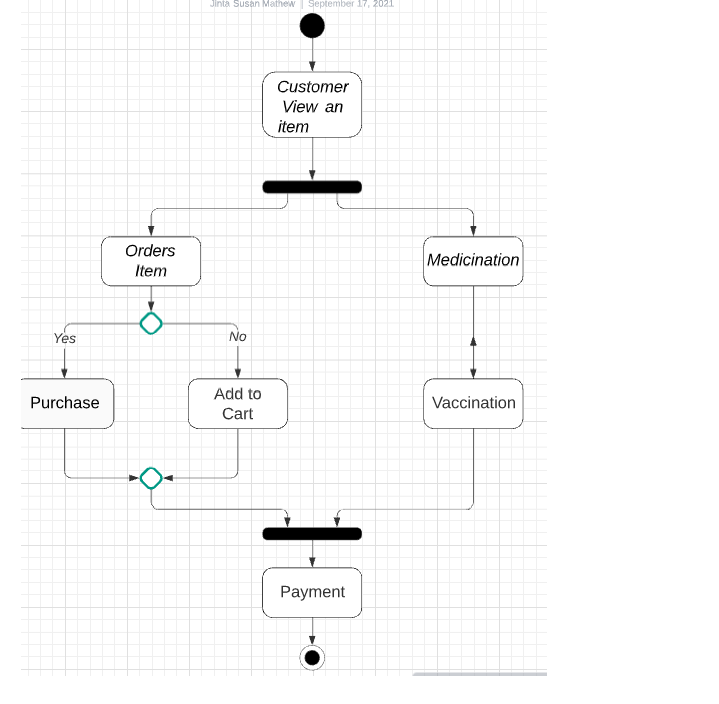 Jinta Susan Mathew | September 17, 2021
Customer
View an
item
Orders
Item
Medicination
Yes
No
Purchase
Add to
Cart
Vaccination
Payment